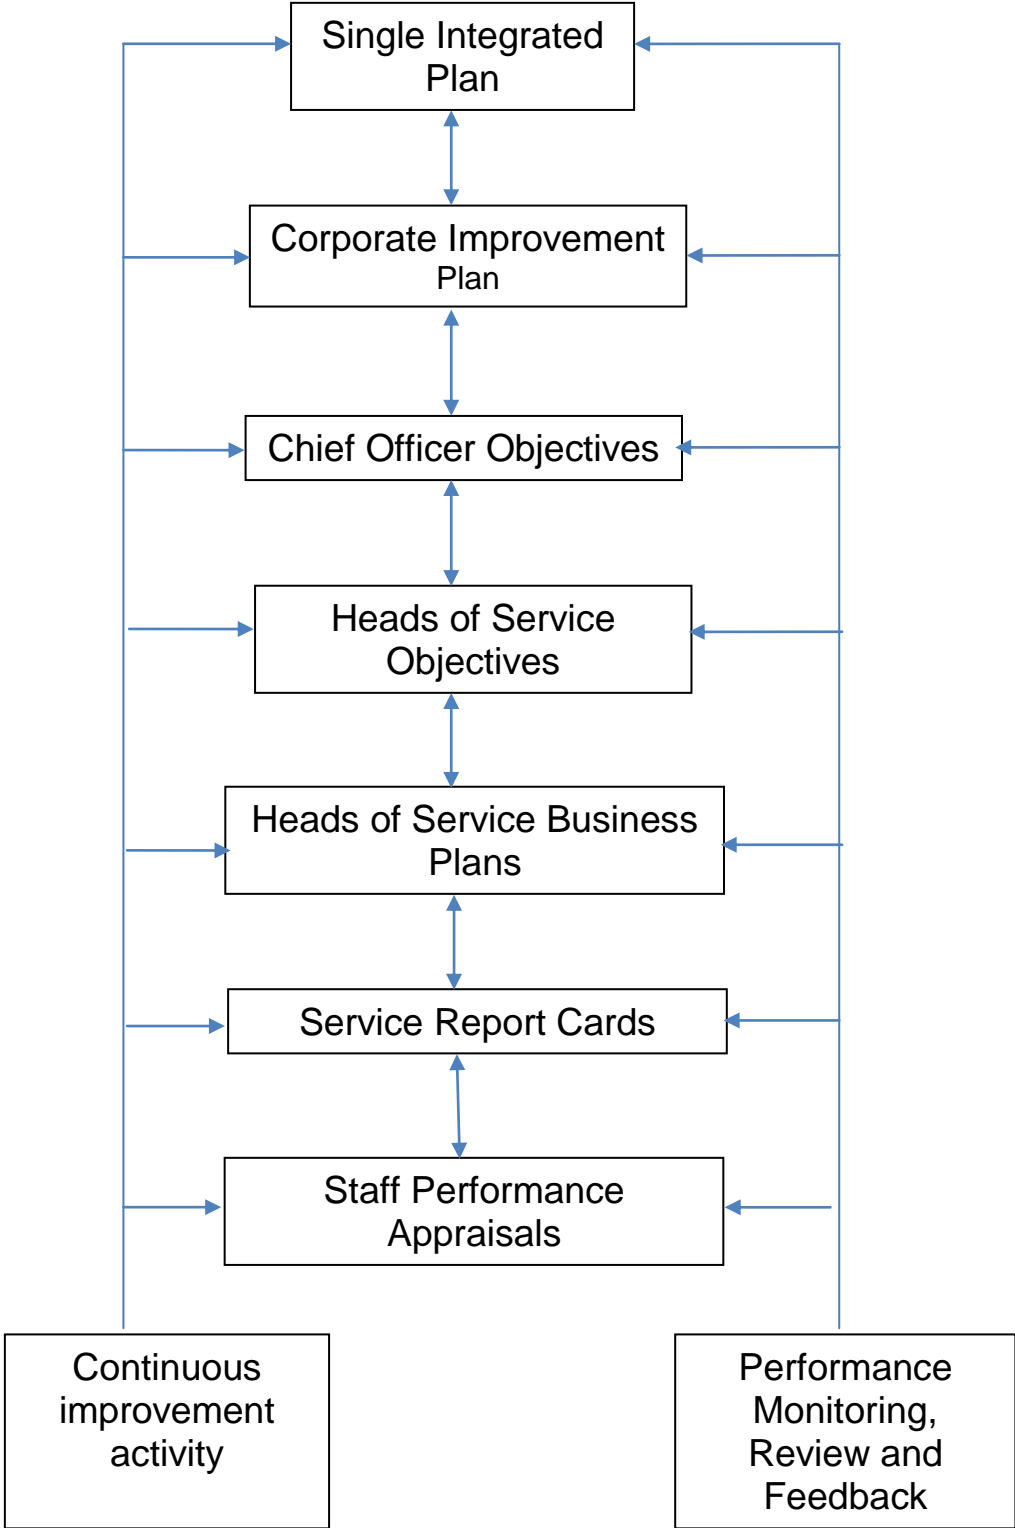 Single Integrated
Plan
Corporate Improvement
Plan
Chief Officer Objectives
Heads of Service
Objectives
Heads of Service Business
Plans
Service Report Cards
Staff Performance
Appraisals
Continuous
improvement
activity
Performance
Monitoring,
Review and
Feedback